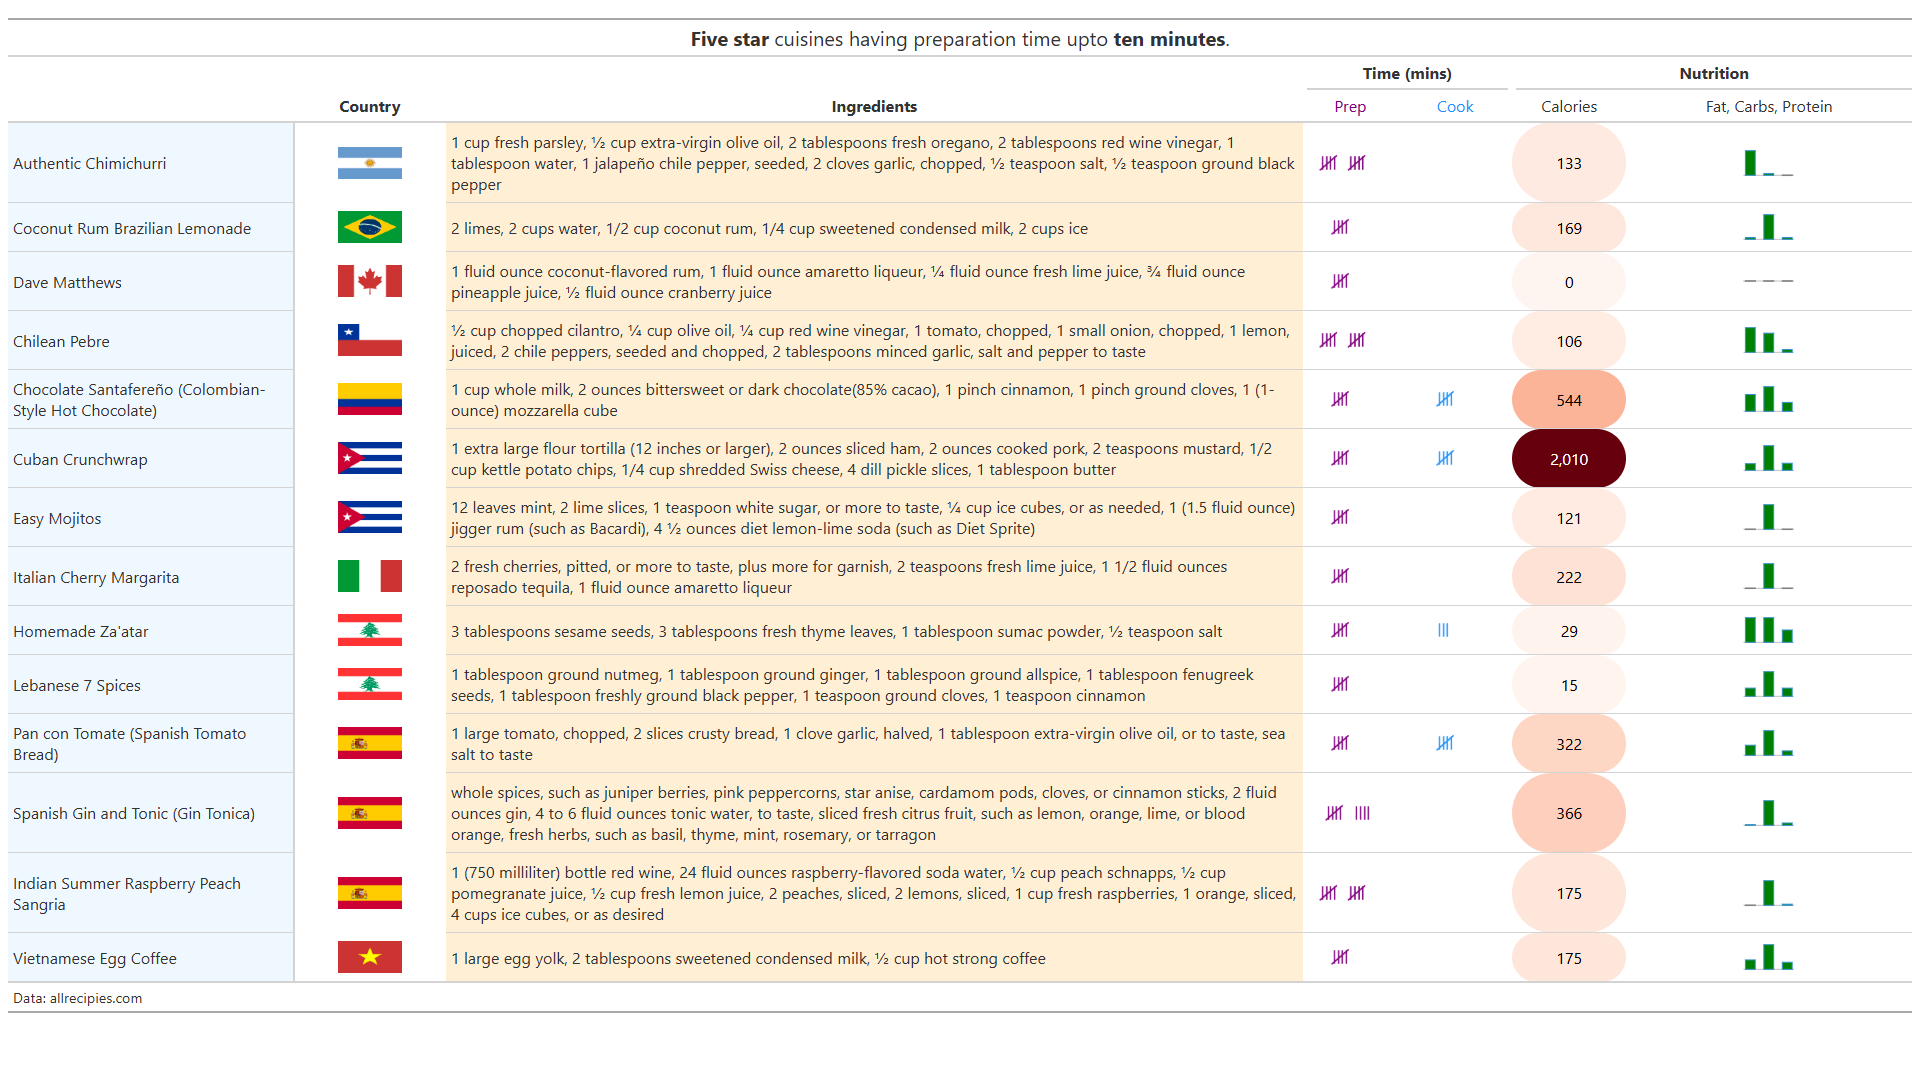 Five star cuisines having preparation time upto ten minutes.
Time (mins) Nutrition
Country Ingredients Prep Cook Calories Fat, Carbs, Protein
1 cup fresh parsley, ½ cup extra-virgin olive oil, 2 tablespoons fresh oregano, 2 tablespoons red wine vinegar, 1
Authentic Chimichurri tablespoon water, 1 jalapeño chile pepper, seeded, 2 cloves garlic, chopped, ½ teaspoon salt, ½ teaspoon ground black 133
pepper
Coconut Rum Brazilian Lemonade 2 limes, 2 cups water, 1/2 cup coconut rum, 1/4 cup sweetened condensed milk, 2 cups ice 169
1 fluid ounce coconut-flavored rum, 1 fluid ounce amaretto liqueur, ¼ fluid ounce fresh lime juice, ¾ fluid ounce
Dave Matthews 0
pineapple juice, ½ fluid ounce cranberry juice
½ cup chopped cilantro, ¼ cup olive oil, ¼ cup red wine vinegar, 1 tomato, chopped, 1 small onion, chopped, 1 lemon,
Chilean Pebre 106
juiced, 2 chile peppers, seeded and chopped, 2 tablespoons minced garlic, salt and pepper to taste
Chocolate Santafereño (Colombian- 1 cup whole milk, 2 ounces bittersweet or dark chocolate(85% cacao), 1 pinch cinnamon, 1 pinch ground cloves, 1 (1-
544
Style Hot Chocolate) ounce) mozzarella cube
1 extra large flour tortilla (12 inches or larger), 2 ounces sliced ham, 2 ounces cooked pork, 2 teaspoons mustard, 1/2
Cuban Crunchwrap 2,010
cup kettle potato chips, 1/4 cup shredded Swiss cheese, 4 dill pickle slices, 1 tablespoon butter
12 leaves mint, 2 lime slices, 1 teaspoon white sugar, or more to taste, ¼ cup ice cubes, or as needed, 1 (1.5 fluid ounce)
Easy Mojitos 121
jigger rum (such as Bacardi), 4 ½ ounces diet lemon-lime soda (such as Diet Sprite)
2 fresh cherries, pitted, or more to taste, plus more for garnish, 2 teaspoons fresh lime juice, 1 1/2 fluid ounces
Italian Cherry Margarita 222
reposado tequila, 1 fluid ounce amaretto liqueur
Homemade Za'atar 3 tablespoons sesame seeds, 3 tablespoons fresh thyme leaves, 1 tablespoon sumac powder, ½ teaspoon salt 29
1 tablespoon ground nutmeg, 1 tablespoon ground ginger, 1 tablespoon ground allspice, 1 tablespoon fenugreek
Lebanese 7 Spices 15
seeds, 1 tablespoon freshly ground black pepper, 1 teaspoon ground cloves, 1 teaspoon cinnamon
Pan con Tomate (Spanish Tomato 1 large tomato, chopped, 2 slices crusty bread, 1 clove garlic, halved, 1 tablespoon extra-virgin olive oil, or to taste, sea
322
Bread) salt to taste
whole spices, such as juniper berries, pink peppercorns, star anise, cardamom pods, cloves, or cinnamon sticks, 2 fluid
Spanish Gin and Tonic (Gin Tonica) ounces gin, 4 to 6 fluid ounces tonic water, to taste, sliced fresh citrus fruit, such as lemon, orange, lime, or blood 366
orange, fresh herbs, such as basil, thyme, mint, rosemary, or tarragon
1 (750 milliliter) bottle red wine, 24 fluid ounces raspberry-flavored soda water, ½ cup peach schnapps, ½ cup
Indian Summer Raspberry Peach pomegranate juice, ½ cup fresh lemon juice, 2 peaches, sliced, 2 lemons, sliced, 1 cup fresh raspberries, 1 orange, sliced, 175
Sangria 4 cups ice cubes, or as desired
Vietnamese Egg Coffee 1 large egg yolk, 2 tablespoons sweetened condensed milk, ½ cup hot strong coffee 175
Data: allrecipies.com